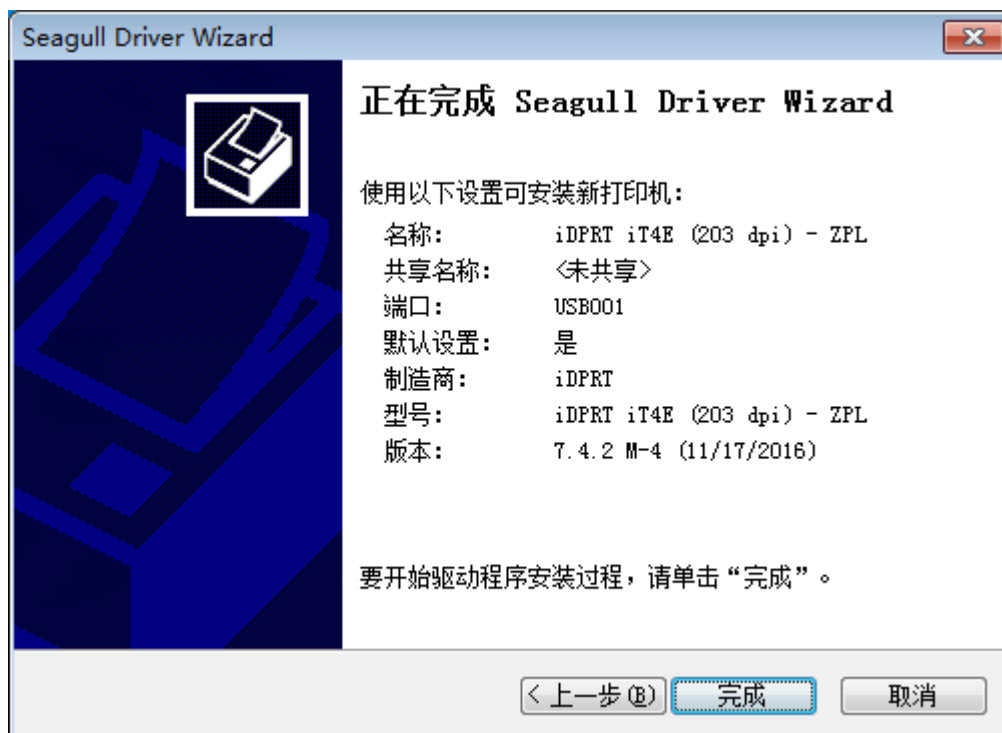 Seagull Driver Wizard
正在完成 Seagull Driver Wizard
使用以下设置可安装新打印机：
名称： iDPRT iT4E (203 dpi) - ZPL
共享名称： <未共享>
端口： USB001
默认设置： 是
制造商： iDPRT
型号： iDPRT iT4E (203 dpi) - ZPL
版本： 7.4.2 M-4 (11/17/2016)
要开始驱动程序安装过程，请单击“完成”。
< 上一步(B) 完成 取消